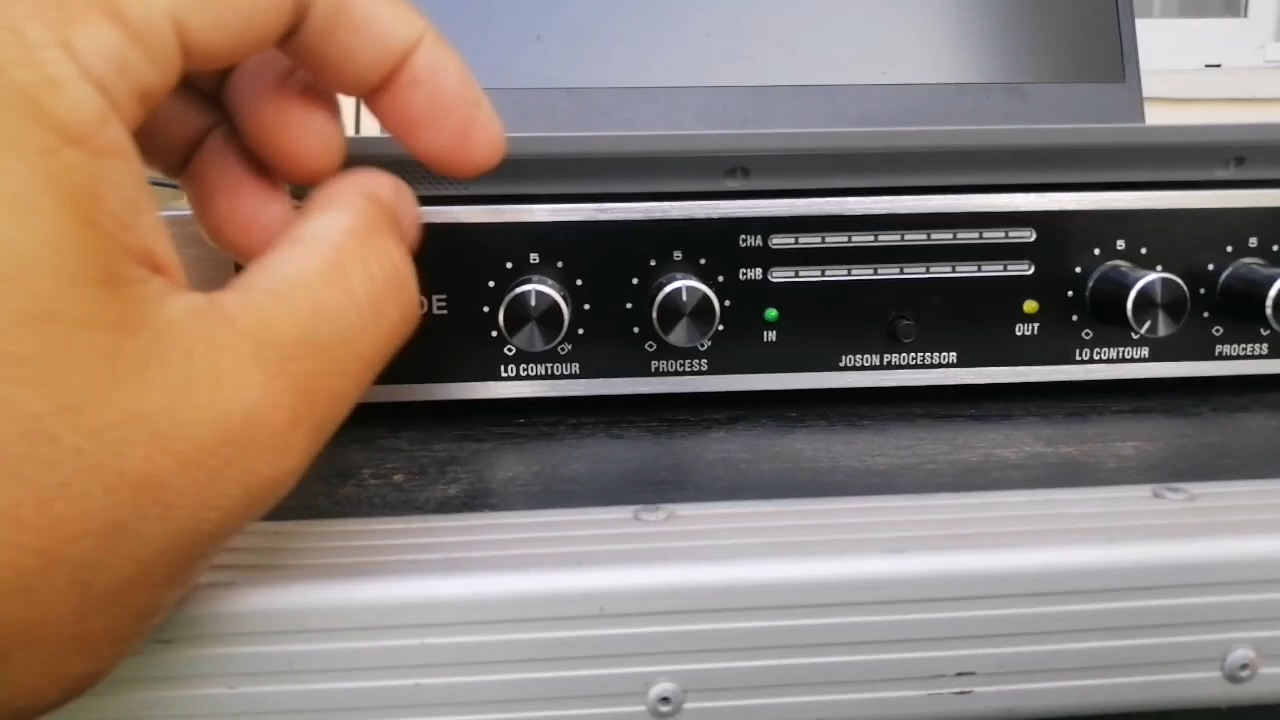 5
5
CHA
CHB
IN
LO CONTOUR
PROCESS
JOSON PROCESSOR
OUT
5
5
LO CONTOUR
PROCESS